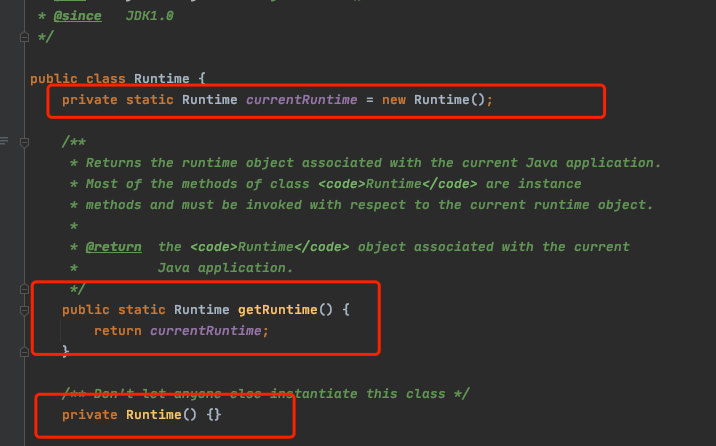 * @since   JDK1.0
*/
public class Runtime {
private static Runtime currentRuntime = new Runtime();
/**
* Returns the runtime object associated with the current Java application.
* Most of the methods of class <code>Runtime</code> are instance
* methods and must be invoked with respect to the current runtime object.
*
* @return  the <code>Runtime</code> object associated with the current
*          Java application.
*/
public static Runtime getRuntime() {
return currentRuntime;
}
/** Don't let anyone else instantiate this class */
private Runtime() {}